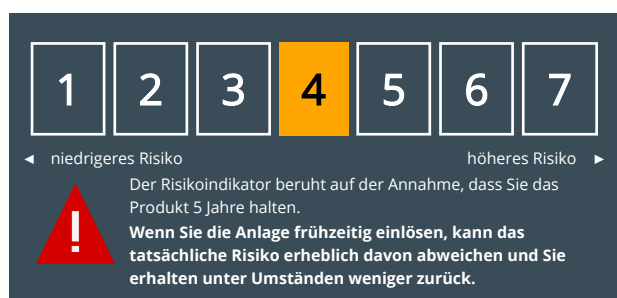 1 2 3 4 5 6 7
◄ niedrigeres Risiko höheres Risiko ►
Der Risikoindikator beruht auf der Annahme, dass Sie das
Produkt 5 Jahre halten.
!
Wenn Sie die Anlage frühzeitig einlösen, kann das
tatsächliche Risiko erheblich davon abweichen und Sie
erhalten unter Umständen weniger zurück.